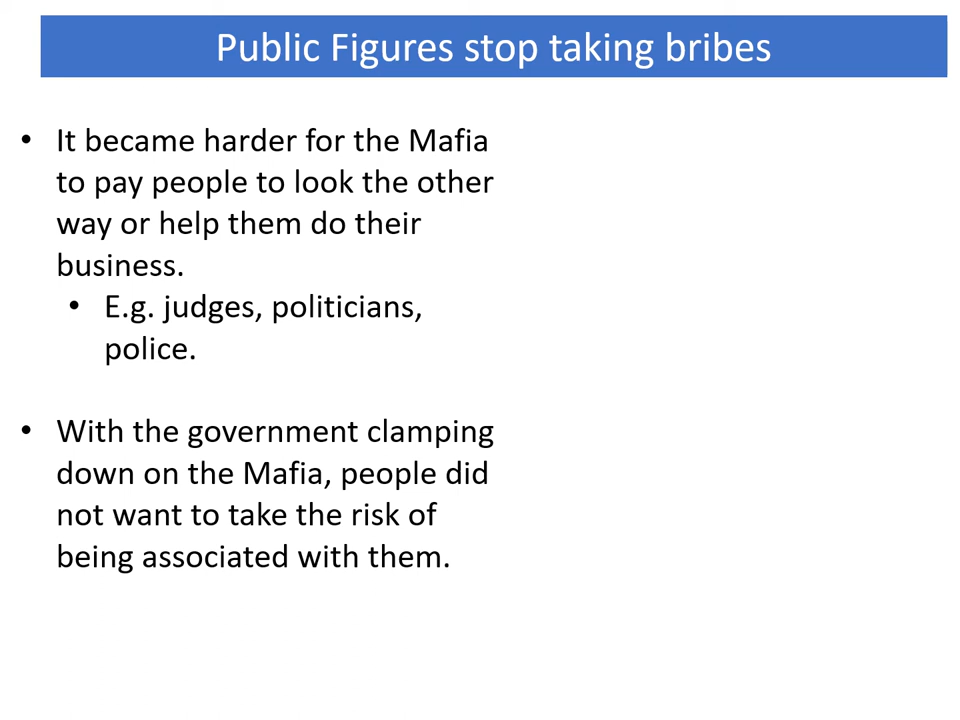 Public Figures stop taking bribes
• It became harder for the Mafia
to pay people to look the other
way or help them do their
business.
• E.g. judges, politicians,
police.
• With the government clamping
down on the Mafia, people did
not want to take the risk of
being associated with them.